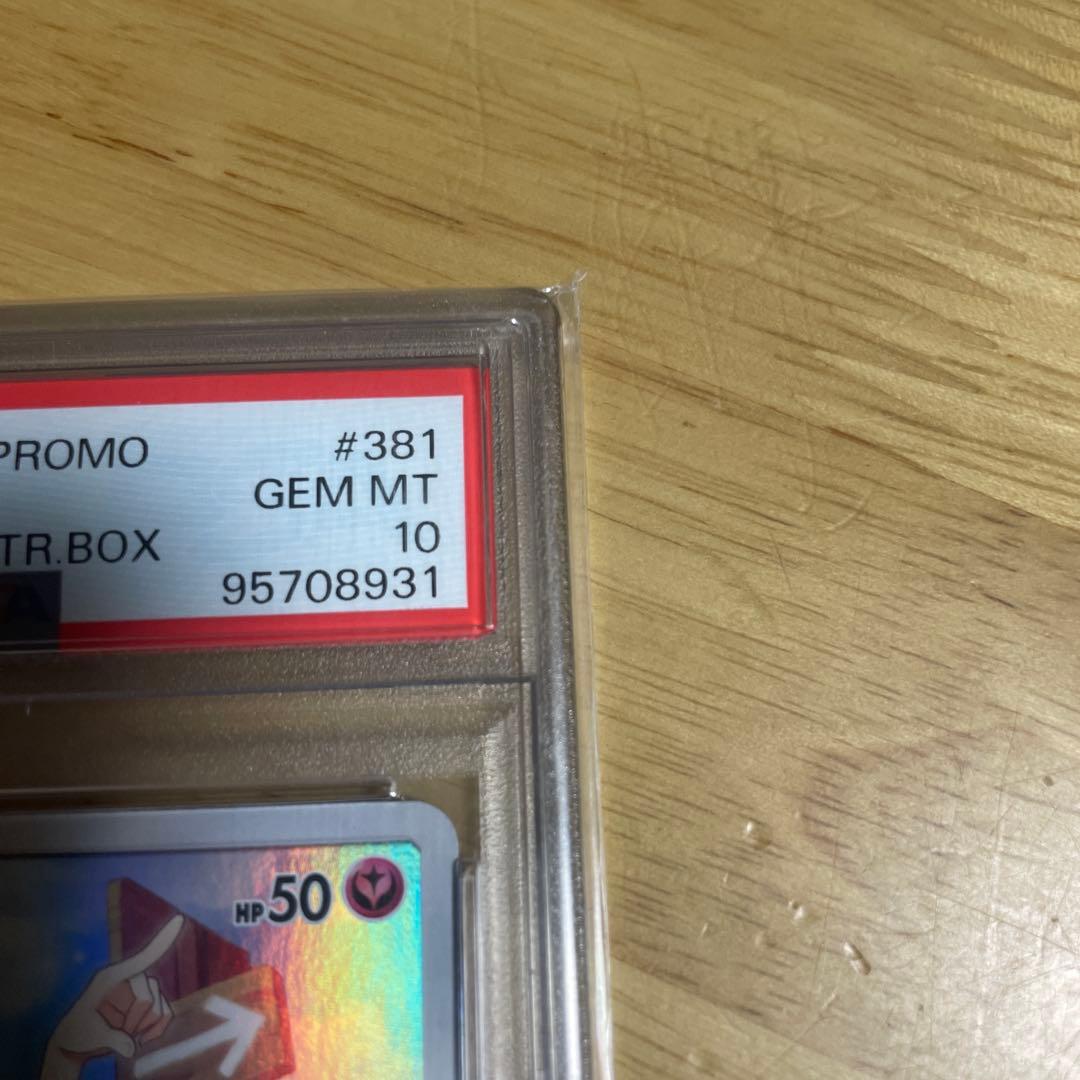 PROMO #381
GEM MT
TR.BOX 10
95708931
HP50